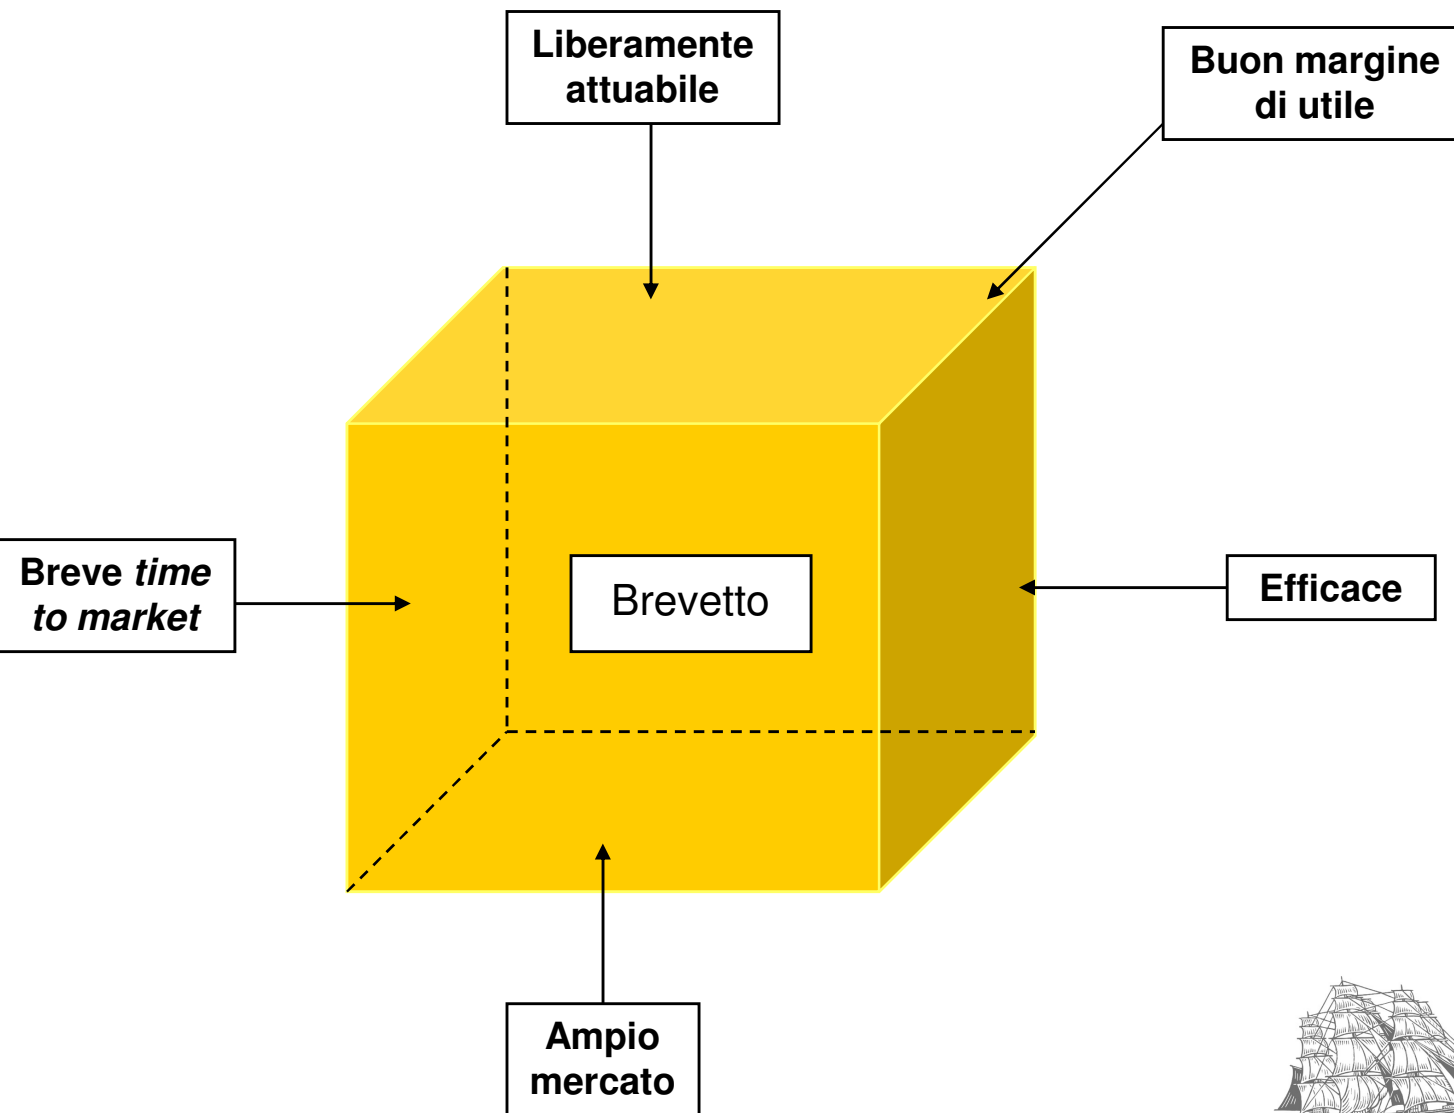 Liberamente
attuabile
Buon margine
di utile
Breve time
to market
Brevetto
Efficace
Ampio
mercato